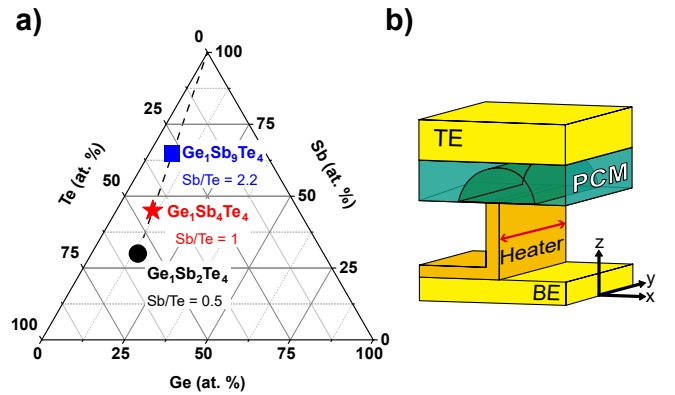 a)
b)
0
100
25
75
Te (at. %)
Sb (at. %)
Ge₁Sb₉Te₄
Sb/Te = 2.2
50
50
Ge₁Sb₄Te₄
Sb/Te = 1
75
25
Ge₁Sb₂Te₄
Sb/Te = 0.5
100
0
0
25
50
75
100
Ge (at. %)
TE
PCM
Heater
BE
z
y
x